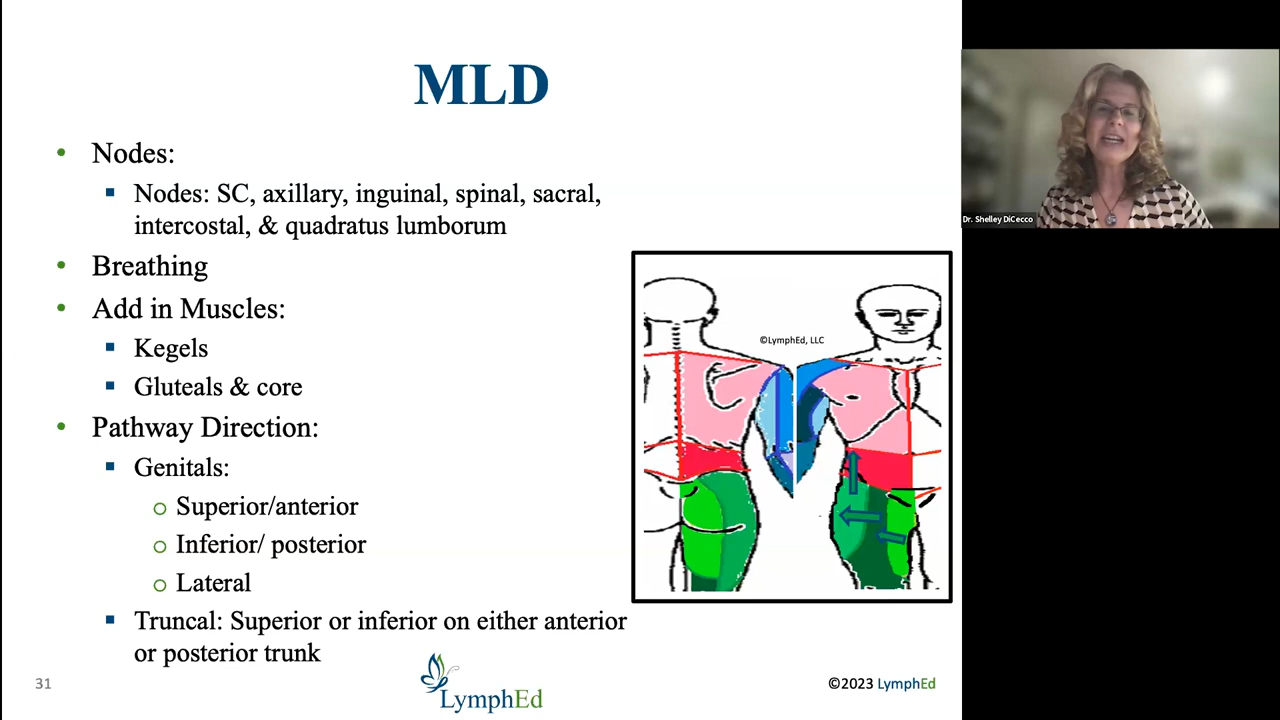 MLD
• Nodes:
▪ Nodes: SC, axillary, inguinal, spinal, sacral,
intercostal, & quadratus lumborum
• Breathing
• Add in Muscles:
▪ Kegels
▪ Gluteals & core
• Pathway Direction:
▪ Genitals:
o Superior/anterior
o Inferior/ posterior
o Lateral
▪ Truncal: Superior or inferior on either anterior
or posterior trunk
©LymphEd, LLC
31
LymphEd
©2023 LymphEd
Dr. Shelley DiCecco